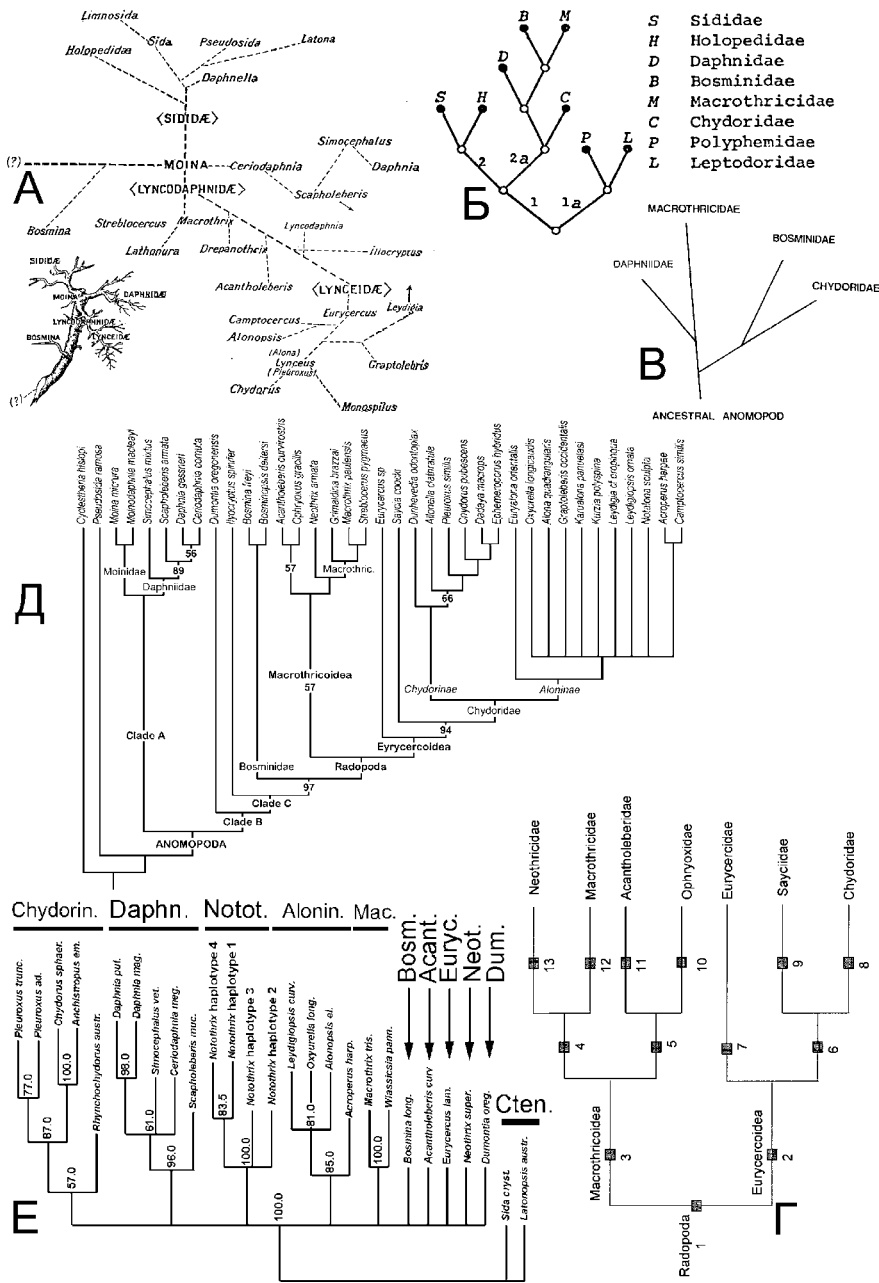 Limnosida
Holopedidæ
Sida
Pseudosida
Latona
Daphnella
<SIDIDÆ>
(?)
MOINA
<LYNCODAPHNIDÆ>
Ceriodaphnia
Simocephalus
Daphnia
Scapholeberis
Bosmina
Streblocercus
Macrothrix
Lathonura
Drepanothrix
Lyncodaphnia
Iliocryptus
Acantholeberis
<LYNCEIDÆ>
Eurycercus
Leydigia
Camptocercus
Alonopsis
(Alona)
Lynceus
(Pleuroxus)
Graptolebris
Chydorus
Monospilus
SIDIDÆ
MOINA
DAPHNIDÆ
LYNCODAPHNIDÆ
BOSMINA
LYNCEIDÆ
(?)
А
B M
D
S H C
P L
2 2a
1 1a
Б
S Sididae
H Holopedidae
D Daphnidae
B Bosminidae
M Macrothricidae
C Chydoridae
P Polyphemidae
L Leptodoridae
MACROTHRICIDAE
BOSMINIDAE
DAPHNIIDAE
CHYDORIDAE
В
ANCESTRAL ANOMOPOD
Cyclestheria hislopi
Pseudosida ramosa
Moina micrura
Moinodaphnia macleayi
Simocephalus mixtus
Scapholeberis armata
Daphnia gessneri
Ceriodaphnia cornuta
Dumontia oregonensis
Ilyocryptus spinifer
Bosmina freyi
Bosminopsis deitersi
Acantholeberis curvirostris
Ophryoxus gracilis
Neothrix armata
Grimaldina brazzai
Macrothrix paulensis
Streblocerus pygmaeus
Eurycercus sp
Saycia cooki
Dunhevedia odontoplax
Alonella dathribile
Pleuroxus similis
Chydorus pubescens
Dadaya macrops
Ephemeroporus hybridus
Euryalona orientalis
Oxyurella longicaudis
Alona quadrangularis
Graptoleberis occidentalis
Karualona penuelasi
Kurzia polyspina
Leydigia cf propinqua
Leydigiopsis ornata
Notoalona sculpta
Acroperus harpae
Camptocercus similis
Д
Moinidae
56
89
Daphniidae
57
Macrothric.
66
Macrothricoidea
57
Chydorinae
Aloninae
Chydoridae
Clade A
94
Eyrycercoidea
Bosminidae
Radopoda
97
Clade C
Clade B
ANOMOPODA
Chydorin.
Daphn.
Notot.
Alonin.
Mac.
Bosm.
Acant.
Euryc.
Neot.
Dum.
Cten.
Pleuroxus trunc.
Pleuroxus ad.
Chydorus sphaer.
Anchistropus em.
Rhynchochydorus austr.
Daphnia pul.
Daphnia mag.
Simocephalus vet.
Ceriodaphnia meg.
Scapholeberis muc.
Notothrix haplotype 4
Notothrix haplotype 1
Notothrix haplotype 3
Notothrix haplotype 2
Leydigiopsis curv.
Oxyurella long.
Alonopsis el.
Acroperus harp.
Macrothrix tris.
Wlassicsia pann.
Bosmina long.
Acantholeberis curv
Eurycercus lam.
Neothrix super.
Dumontia oreg.
Sida cryst.
Latonopsis austr.
77.0
100.0
87.0
57.0
98.0
61.0
96.0
83.5
100.0
81.0
85.0
100.0
100.0
Е
Neothricidae
Macrothricidae
Acantholeberidae
Ophryoxidae
Eurycercidae
Sayciidae
Chydoridae
13
12
11
10
9
8
4
5
7
6
Macrothricoidea
3
Eurycercoidea
2
Radopoda
1
Г